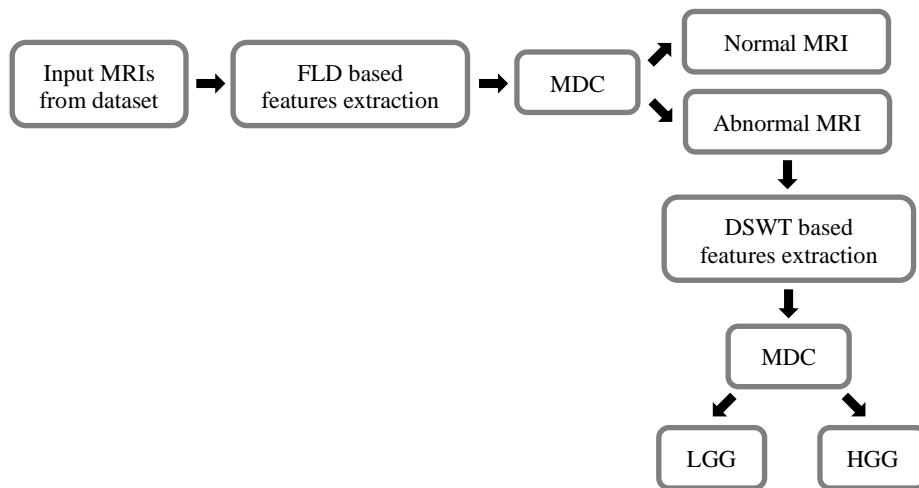 Input MRIs
from dataset
FLD based
features extraction
MDC
Normal MRI
Abnormal MRI
DSWT based
features extraction
MDC
LGG
HGG